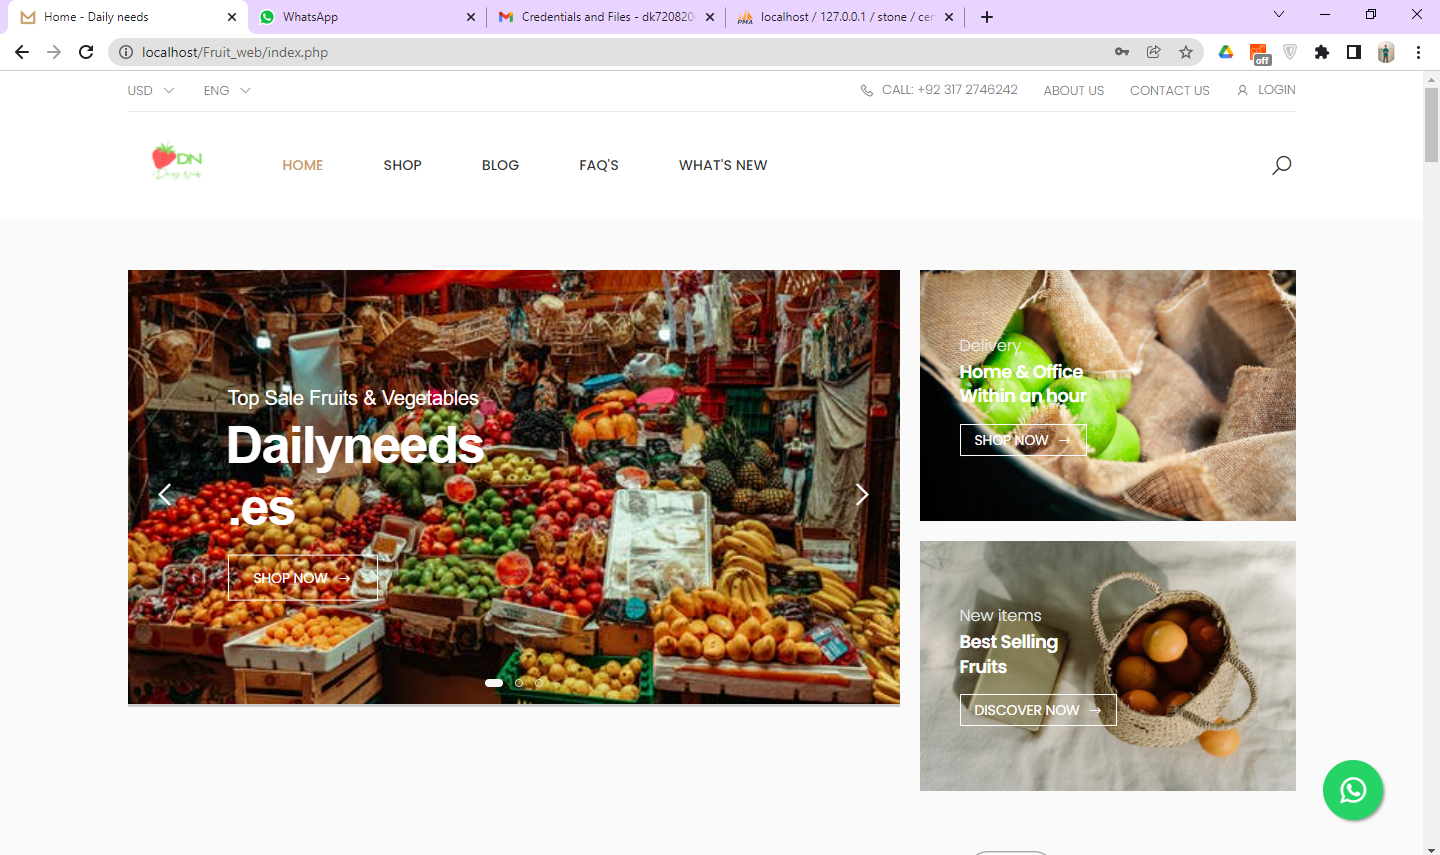 Home - Daily needs
WhatsApp
Credentials and Files - dk720820
localhost / 127.0.0.1 / stone / cer
localhost/Fruit_web/index.php
off
USD
ENG
CALL: +92 317 2746242
ABOUT US
CONTACT US
LOGIN
DN
Daily Needs
HOME
SHOP
BLOG
FAQ'S
WHAT'S NEW
Top Sale Fruits & Vegetables
Dailyneeds
.es
SHOP NOW →
Delivery
Home & Office
Within an hour
SHOP NOW →
New items
Best Selling
Fruits
DISCOVER NOW →